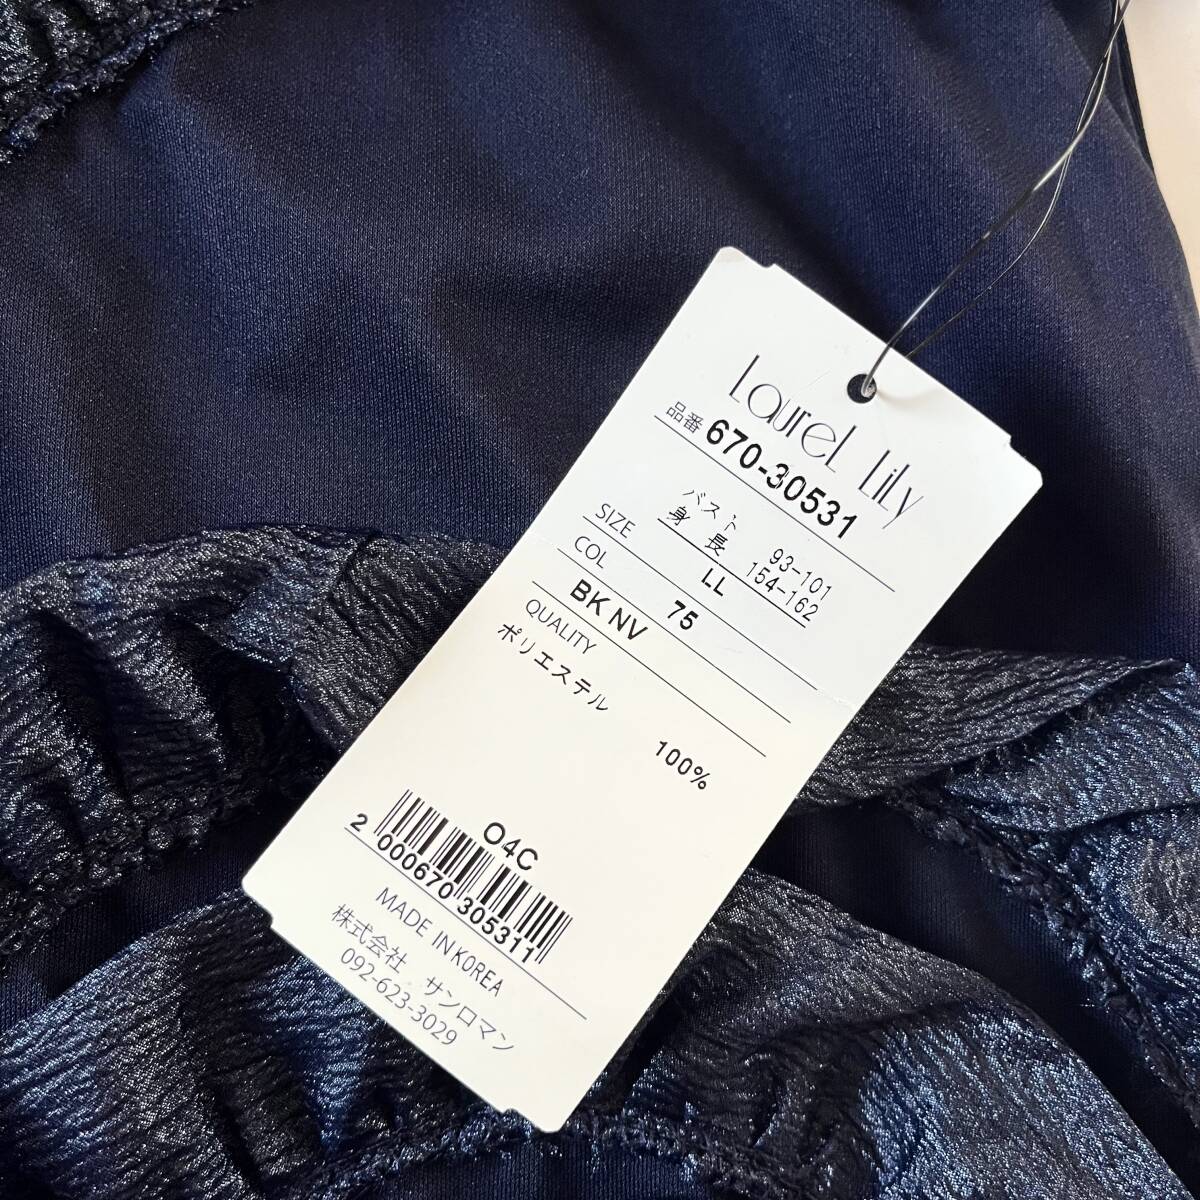 Laurel Lily
品番 670-30531
バスト 93-101
身長 154-162
SIZE LL
COL 75
BK NV
QUALITY
ポリエステル 100%
04C
2 000670 305311
MADE IN KOREA
株式会社 サンロマン
092-623-3029